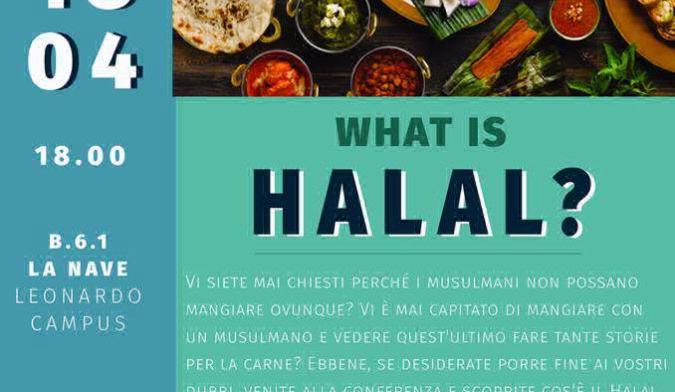 04
18.00
B.6.1
LA NAVE
LEONARDO
CAMPUS
WHAT IS
HALAL?
VI SIETE MAI CHIESTI PERCHÉ I MUSULMANI NON POSSANO
MANGIARE OVUNQUE? VI È MAI CAPITATO DI MANGIARE CON
UN MUSULMANO E VEDERE QUEST'ULTIMO FARE TANTE STORIE
PER LA CARNE? EBBENE, SE DESIDERATE PORRE FINE AI VOSTRI
DUBBI, VENITE ALLA CONFERENZA E SCOPRITE COS'È IL HALAL